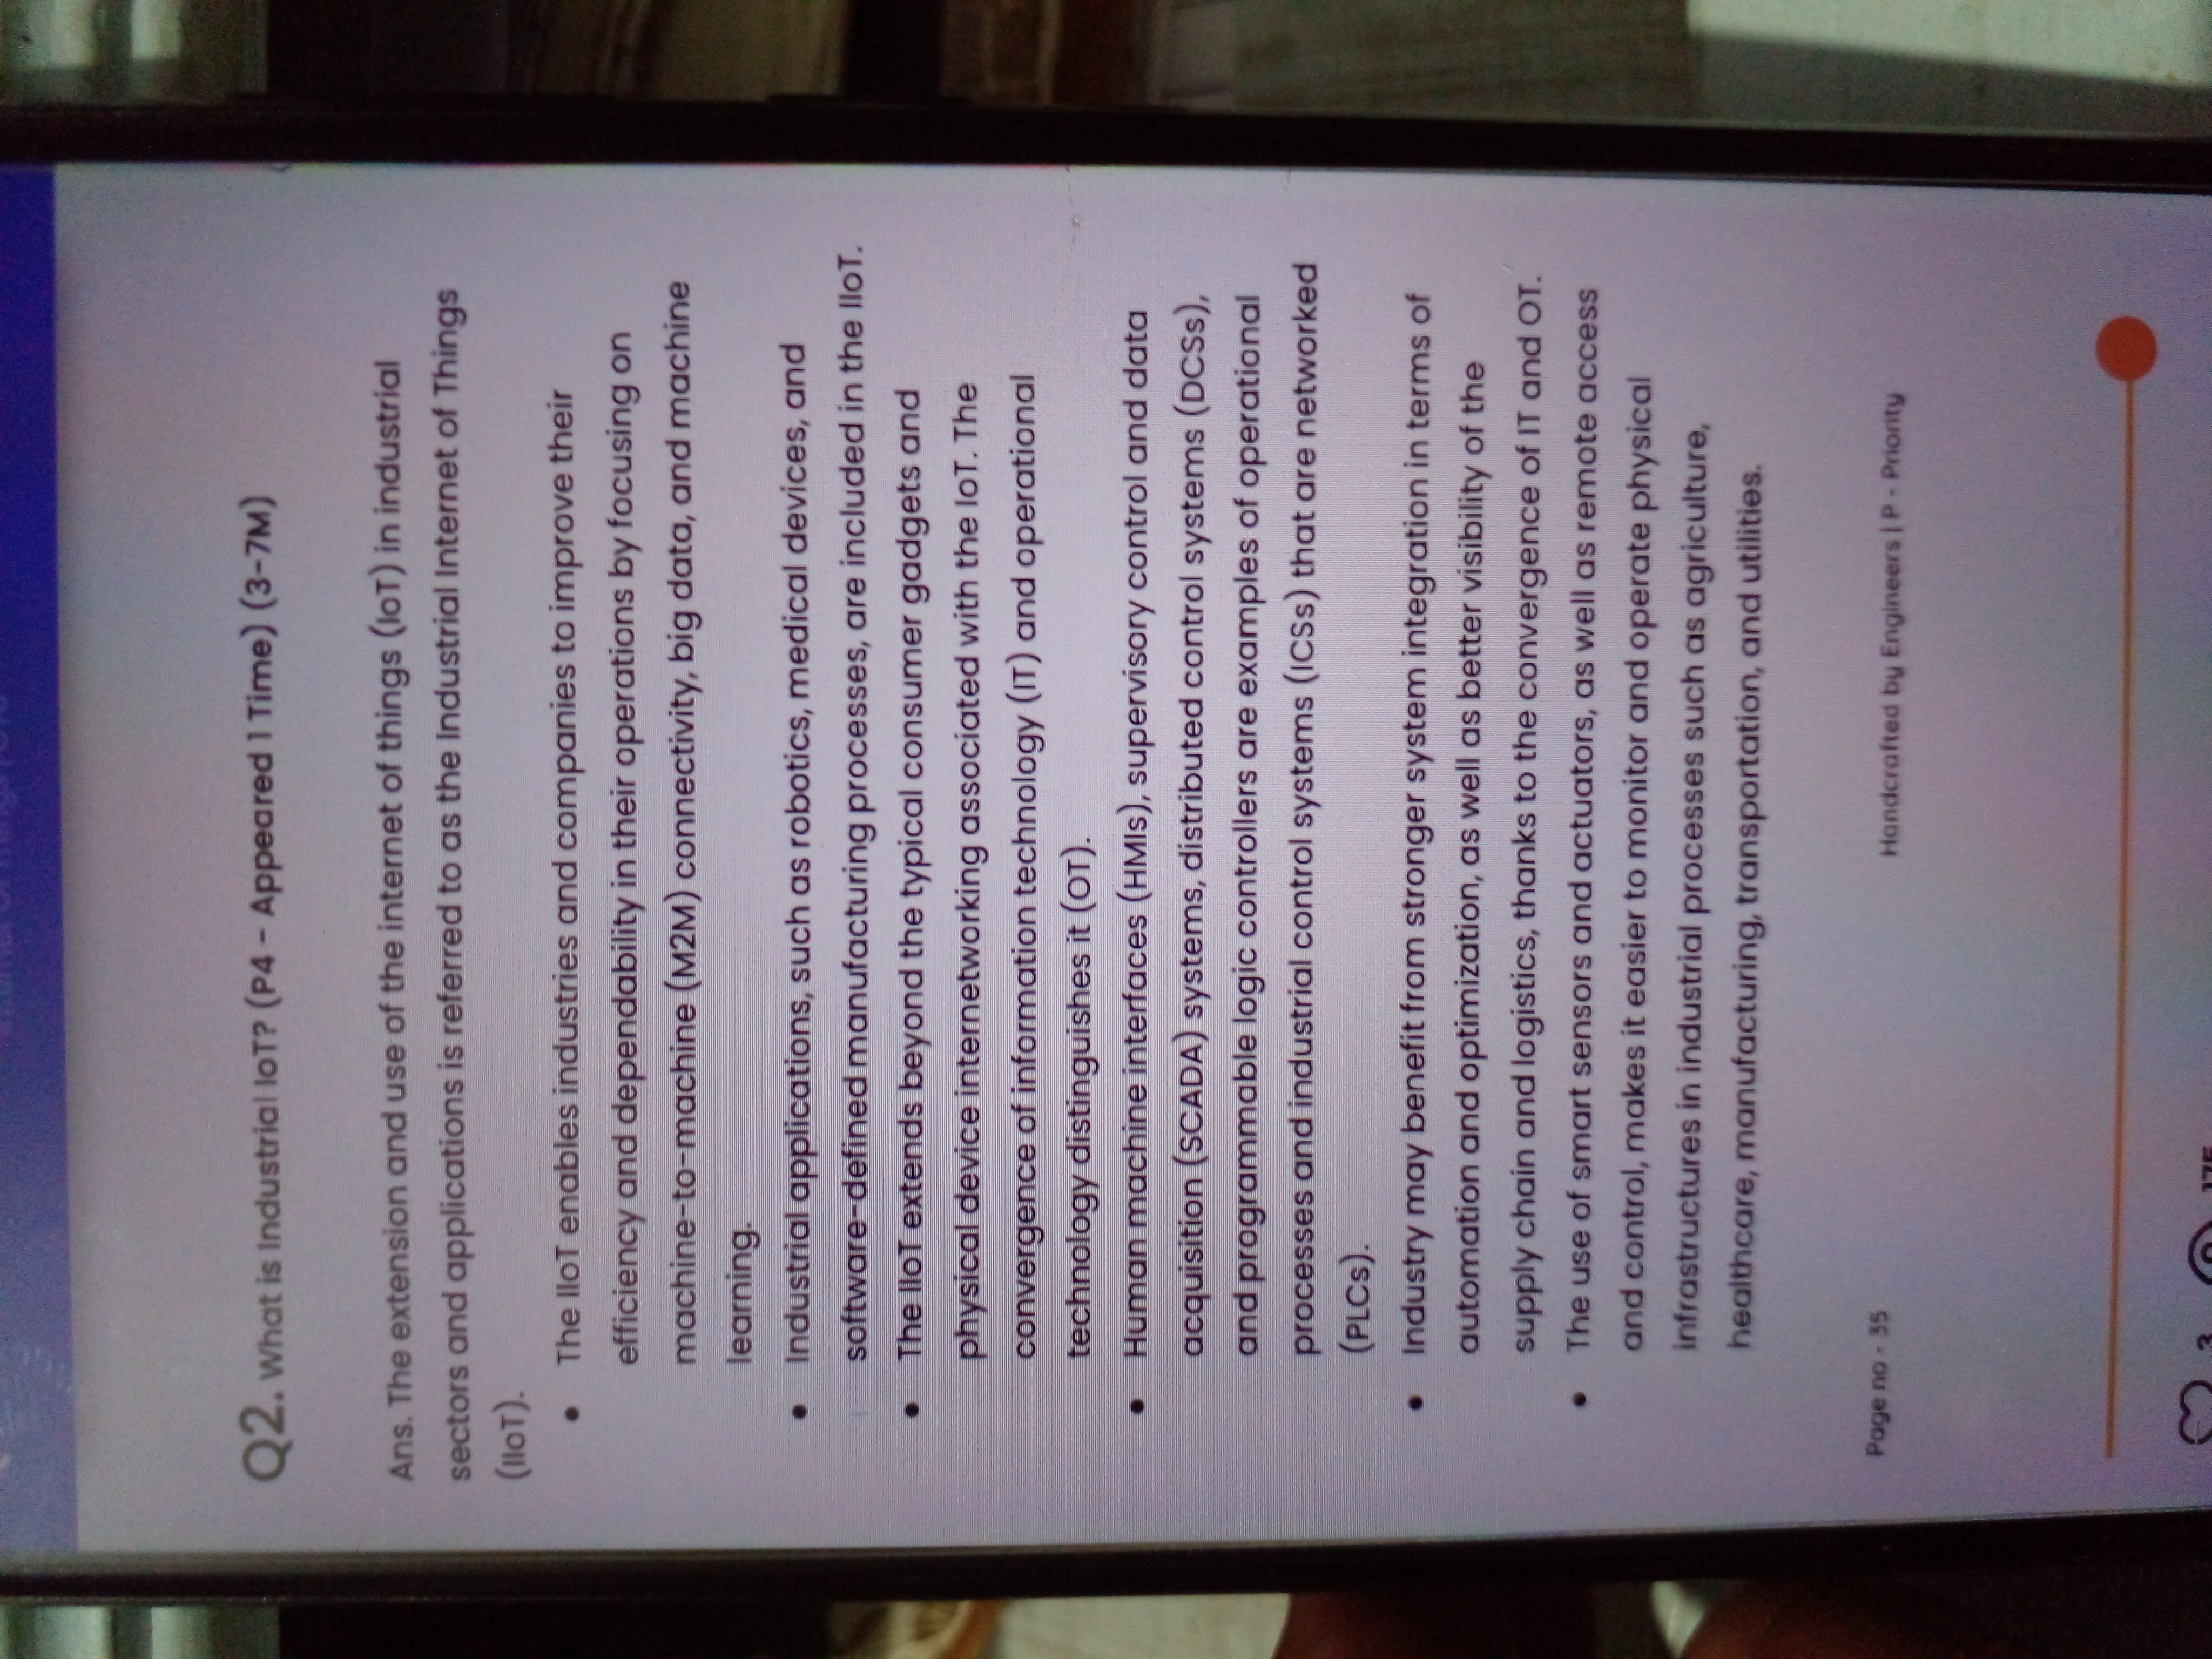 Q2. What is Industrial IoT? (P4 - Appeared 1 Time) (3-7M)
Ans. The extension and use of the internet of things (IoT) in industrial
sectors and applications is referred to as the Industrial Internet of Things
(IIoT).
• The IIoT enables industries and companies to improve their
efficiency and dependability in their operations by focusing on
machine-to-machine (M2M) connectivity, big data, and machine
learning.
• Industrial applications, such as robotics, medical devices, and
software-defined manufacturing processes, are included in the IIoT.
• The IIoT extends beyond the typical consumer gadgets and
physical device internetworking associated with the IoT. The
convergence of information technology (IT) and operational
technology distinguishes it (OT).
• Human machine interfaces (HMIs), supervisory control and data
acquisition (SCADA) systems, distributed control systems (DCSs),
and programmable logic controllers are examples of operational
processes and industrial control systems (ICSs) that are networked
(PLCs).
• Industry may benefit from stronger system integration in terms of
automation and optimization, as well as better visibility of the
supply chain and logistics, thanks to the convergence of IT and OT.
• The use of smart sensors and actuators, as well as remote access
and control, makes it easier to monitor and operate physical
infrastructures in industrial processes such as agriculture,
healthcare, manufacturing, transportation, and utilities.
Page no - 35
Handcrafted by Engineers | P - Priority
3 175